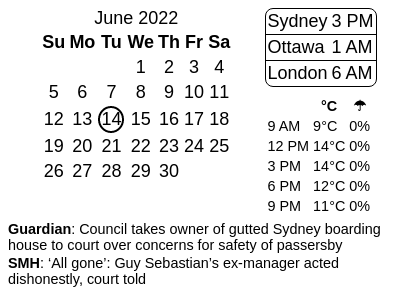 June 2022
Su Mo Tu We Th Fr Sa
1 2 3 4
5 6 7 8 9 10 11
12 13 14 15 16 17 18
19 20 21 22 23 24 25
26 27 28 29 30
Sydney 3 PM
Ottawa 1 AM
London 6 AM
°C ☂
9 AM 9°C 0%
12 PM 14°C 0%
3 PM 14°C 0%
6 PM 12°C 0%
9 PM 11°C 0%
Guardian: Council takes owner of gutted Sydney boarding
house to court over concerns for safety of passersby
SMH: ‘All gone’: Guy Sebastian’s ex-manager acted
dishonestly, court told